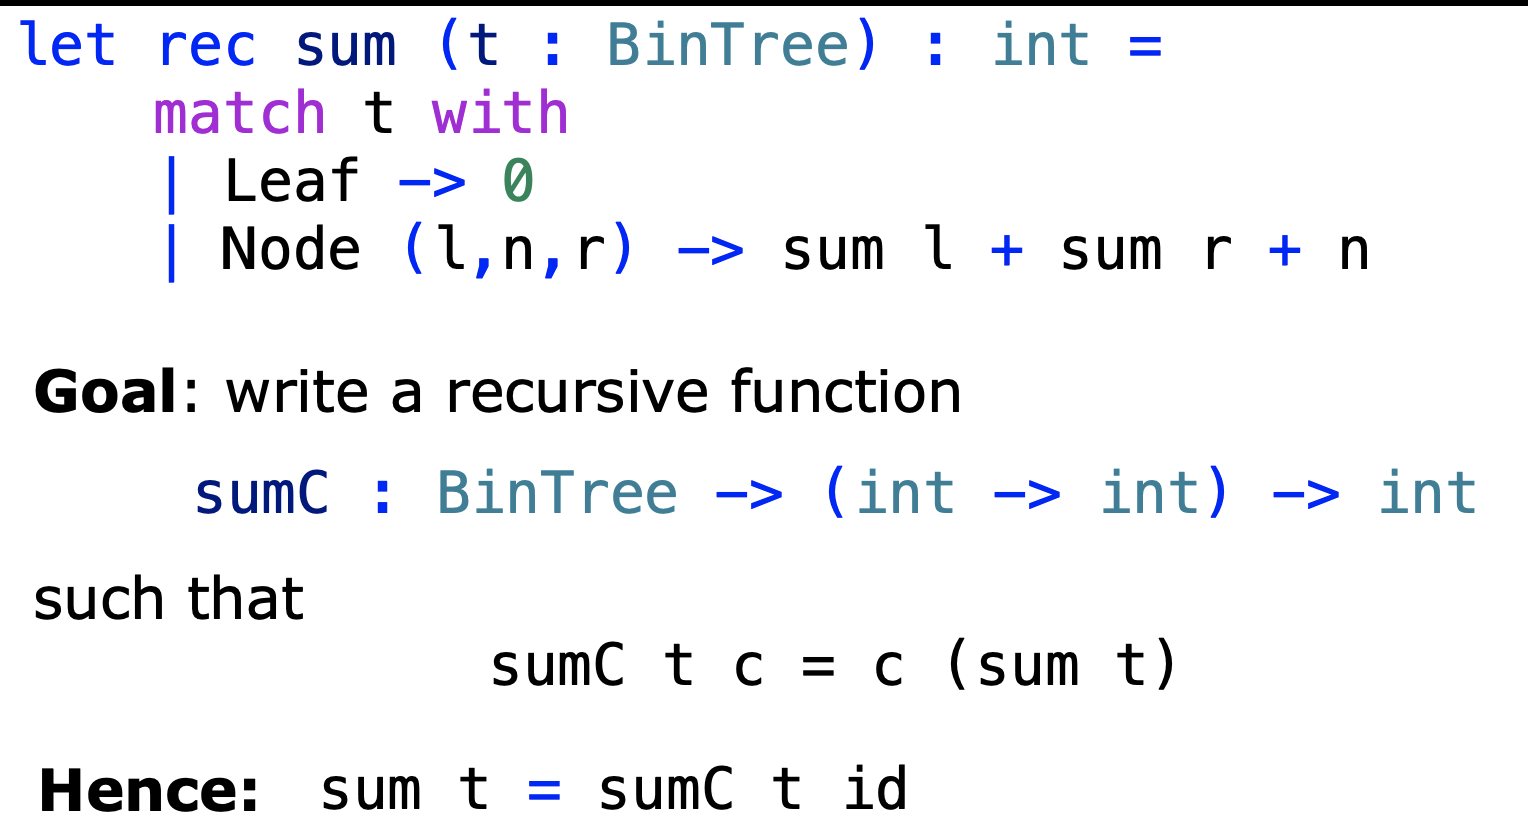 let rec sum (t : BinTree) : int =
match t with
| Leaf -> 0
| Node (l,n,r) -> sum l + sum r + n
Goal: write a recursive function
sumC : BinTree -> (int -> int) -> int
such that
sumC t c = c (sum t)
Hence: sum t = sumC t id